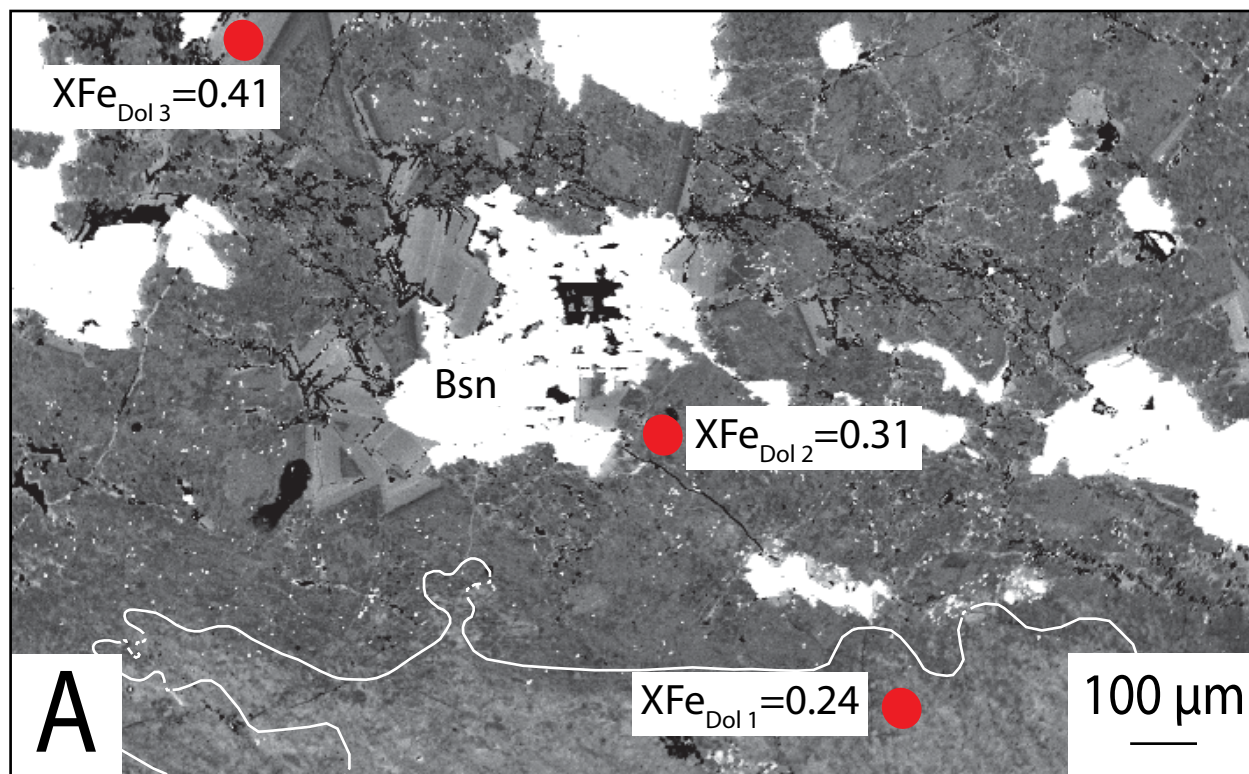 XFeDol 3=0.41
Bsn
XFeDol 2=0.31
XFeDol 1=0.24
A
100 µm